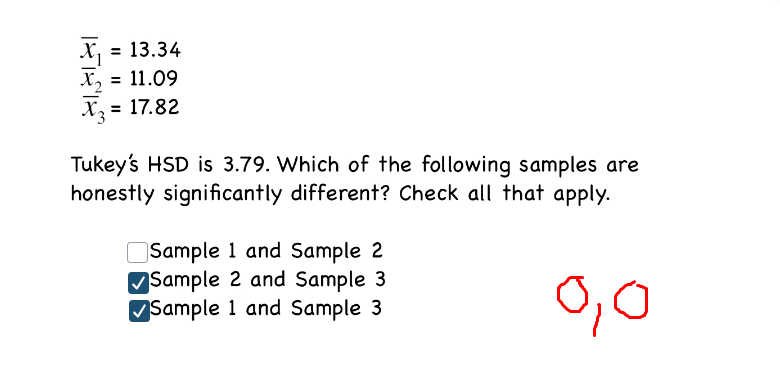 x̅₁ = 13.34
x̅₂ = 11.09
x̅₃ = 17.82
Tukey's HSD is 3.79. Which of the following samples are
honestly significantly different? Check all that apply.
Sample 1 and Sample 2
Sample 2 and Sample 3
Sample 1 and Sample 3
0,0